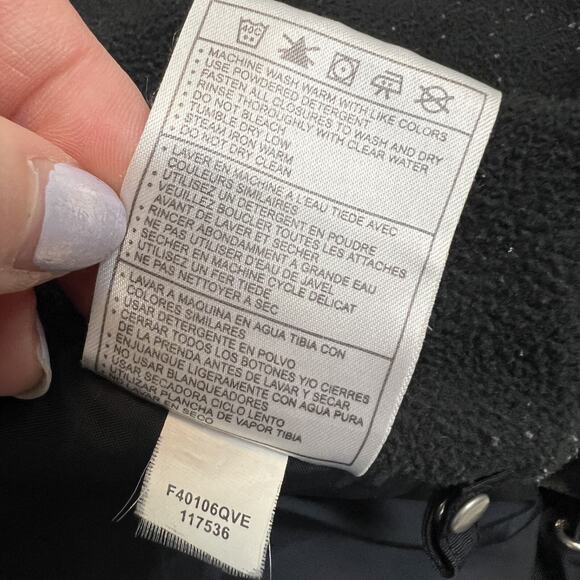 40C
• MACHINE WASH WARM WITH LIKE COLORS
• USE POWDERED DETERGENT
• FASTEN ALL CLOSURES TO WASH AND DRY
• RINSE THOROUGHLY WITH CLEAR WATER
• DO NOT BLEACH
• TUMBLE DRY LOW
• STEAM IRON WARM
• DO NOT DRY CLEAN
• LAVER EN MACHINE A L'EAU TIEDE AVEC
COULEURS SIMILAIRES
• UTILISEZ UN DETERGENT EN POUDRE
• VEUILLEZ BOUCLER TOUTES LES ATTACHES
AVANT DE LAVER ET SECHER
• RINCER ABONDAMMENT A GRANDE EAU
• NE PAS UTILISER D'EAU DE JAVEL
• SECHER EN MACHINE CYCLE DELICAT
• UTILISEZ UN FER TIEDE
• NE PAS NETTOYER A SEC
• LAVAR A MAQUINA EN AGUA TIBIA CON
COLORES SIMILARES
• USAR DETERGENTE EN POLVO
• CERRAR TODOS LOS BOTONES Y/O CIERRES
DE LA PRENDA ANTES DE LAVAR Y SECAR
• ENJUANGUE LIGERAMENTE CON AGUA PURA
• NO USAR BLANQUEADORES
• USAR SECADORA CICLO LENTO
UTILIZAR PLANCHA DE VAPOR TIBIA
EN SECO
F40106QVE
117536